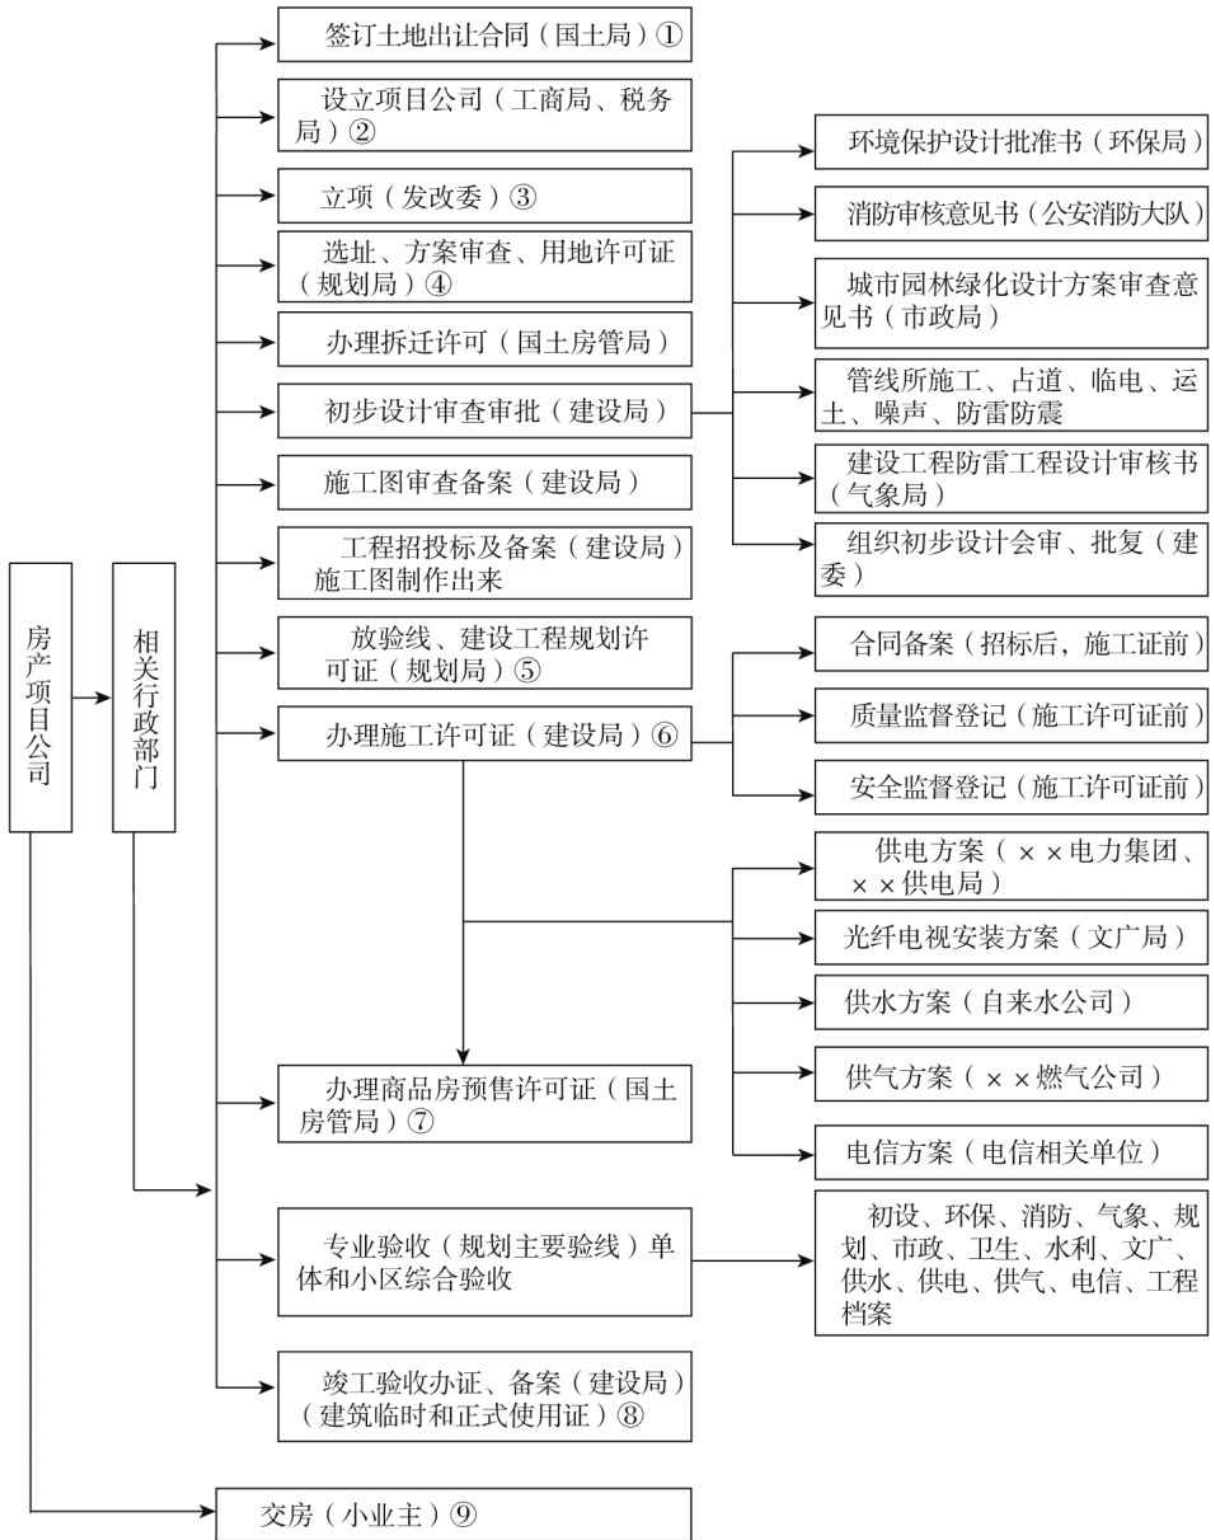 签订土地出让合同（国土局）①
设立项目公司（工商局、税务
局）②
立项（发改委）③
选址、方案审查、用地许可证
（规划局）④
办理拆迁许可（国土房管局）
初步设计审查审批（建设局）
施工图审查备案（建设局）
工程招投标及备案（建设局）
施工图制作出来
放验线、建设工程规划许
可证（规划局）⑤
办理施工许可证（建设局）⑥
办理商品房预售许可证（国土
房管局）⑦
专业验收（规划主要验线）单
体和小区综合验收
竣工验收办证、备案（建设局）
（建筑临时和正式使用证）⑧
交房（小业主）⑨
房产项目公司
相关行政部门
环境保护设计批准书（环保局）
消防审核意见书（公安消防大队）
城市园林绿化设计方案审查意
见书（市政局）
管线所施工、占道、临电、运
土、噪声、防雷防震
建设工程防雷工程设计审核书
（气象局）
组织初步设计会审、批复（建
委）
合同备案（招标后，施工证前）
质量监督登记（施工许可证前）
安全监督登记（施工许可证前）
供电方案（××电力集团、
××供电局）
光纤电视安装方案（文广局）
供水方案（自来水公司）
供气方案（××燃气公司）
电信方案（电信相关单位）
初设、环保、消防、气象、规
划、市政、卫生、水利、文广、
供水、供电、供气、电信、工程
档案